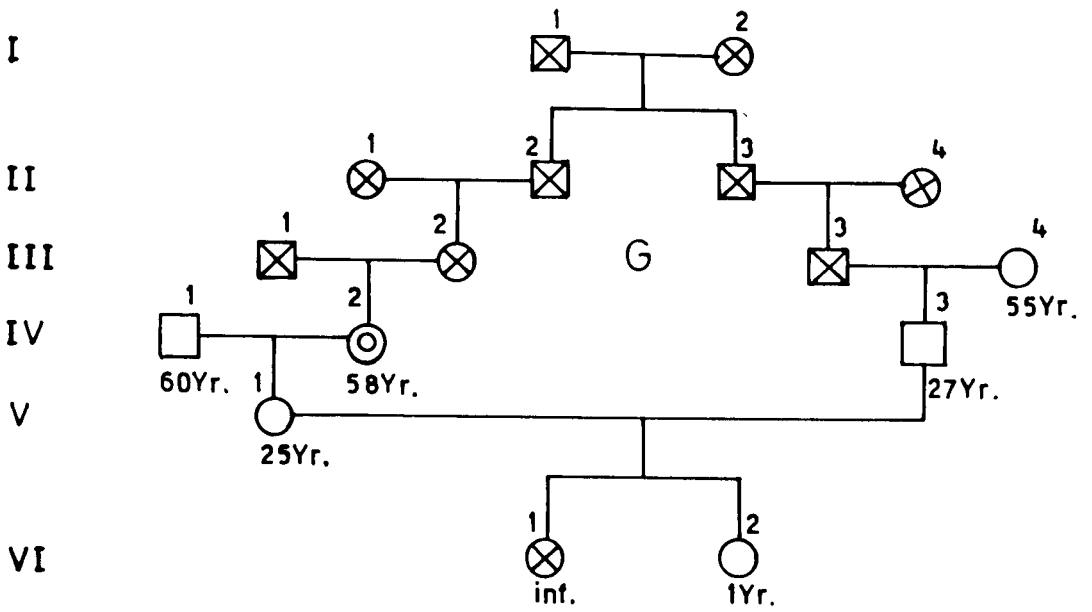 1 2
I
1 2 3 4
II
1 2 3 4
III G
55Yr.
1 2 3
IV
60Yr. 1 58Yr. 27Yr.
V
25Yr.
1 2
VI
inf. 1Yr.